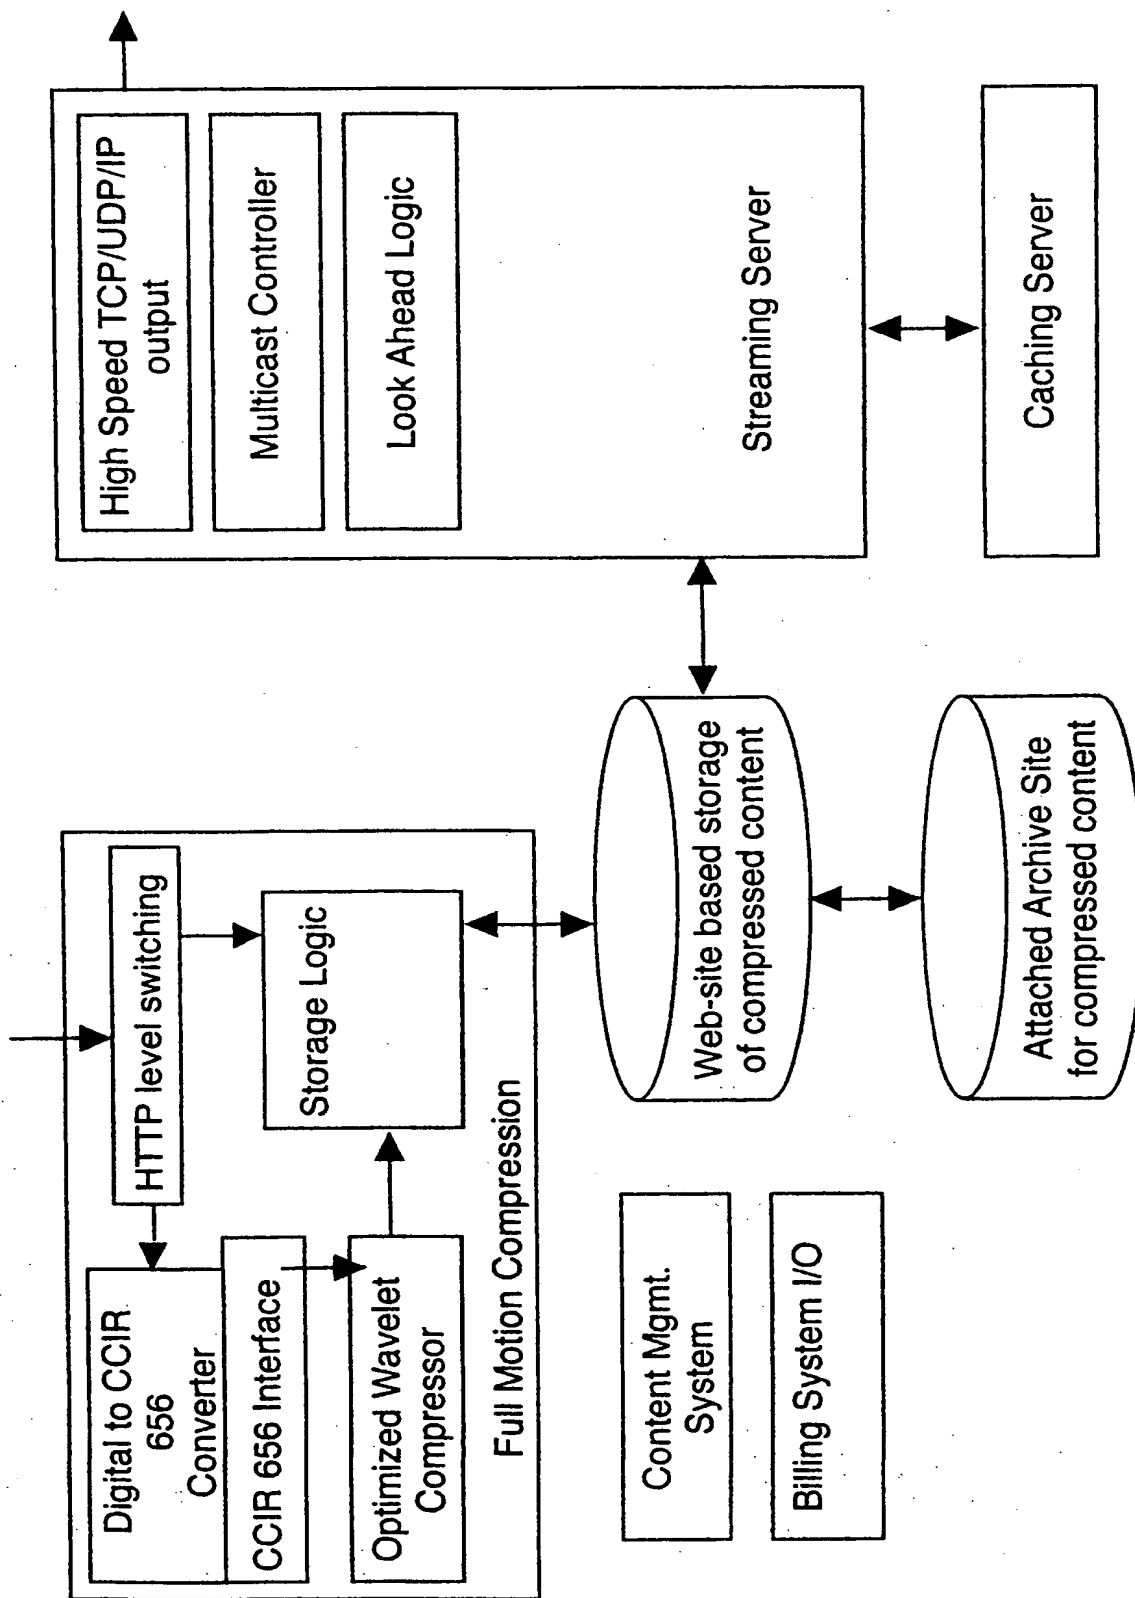 Digital to CCIR
656
Converter
CCIR 656 Interface
Optimized Wavelet
Compressor
HTTP level switching
Storage Logic
Full Motion Compression
Content Mgmt.
System
Billing System I/O
Web-site based storage
of compressed content
Attached Archive Site
for compressed content
High Speed TCP/UDP/IP
output
Multicast Controller
Look Ahead Logic
Streaming Server
Caching Server